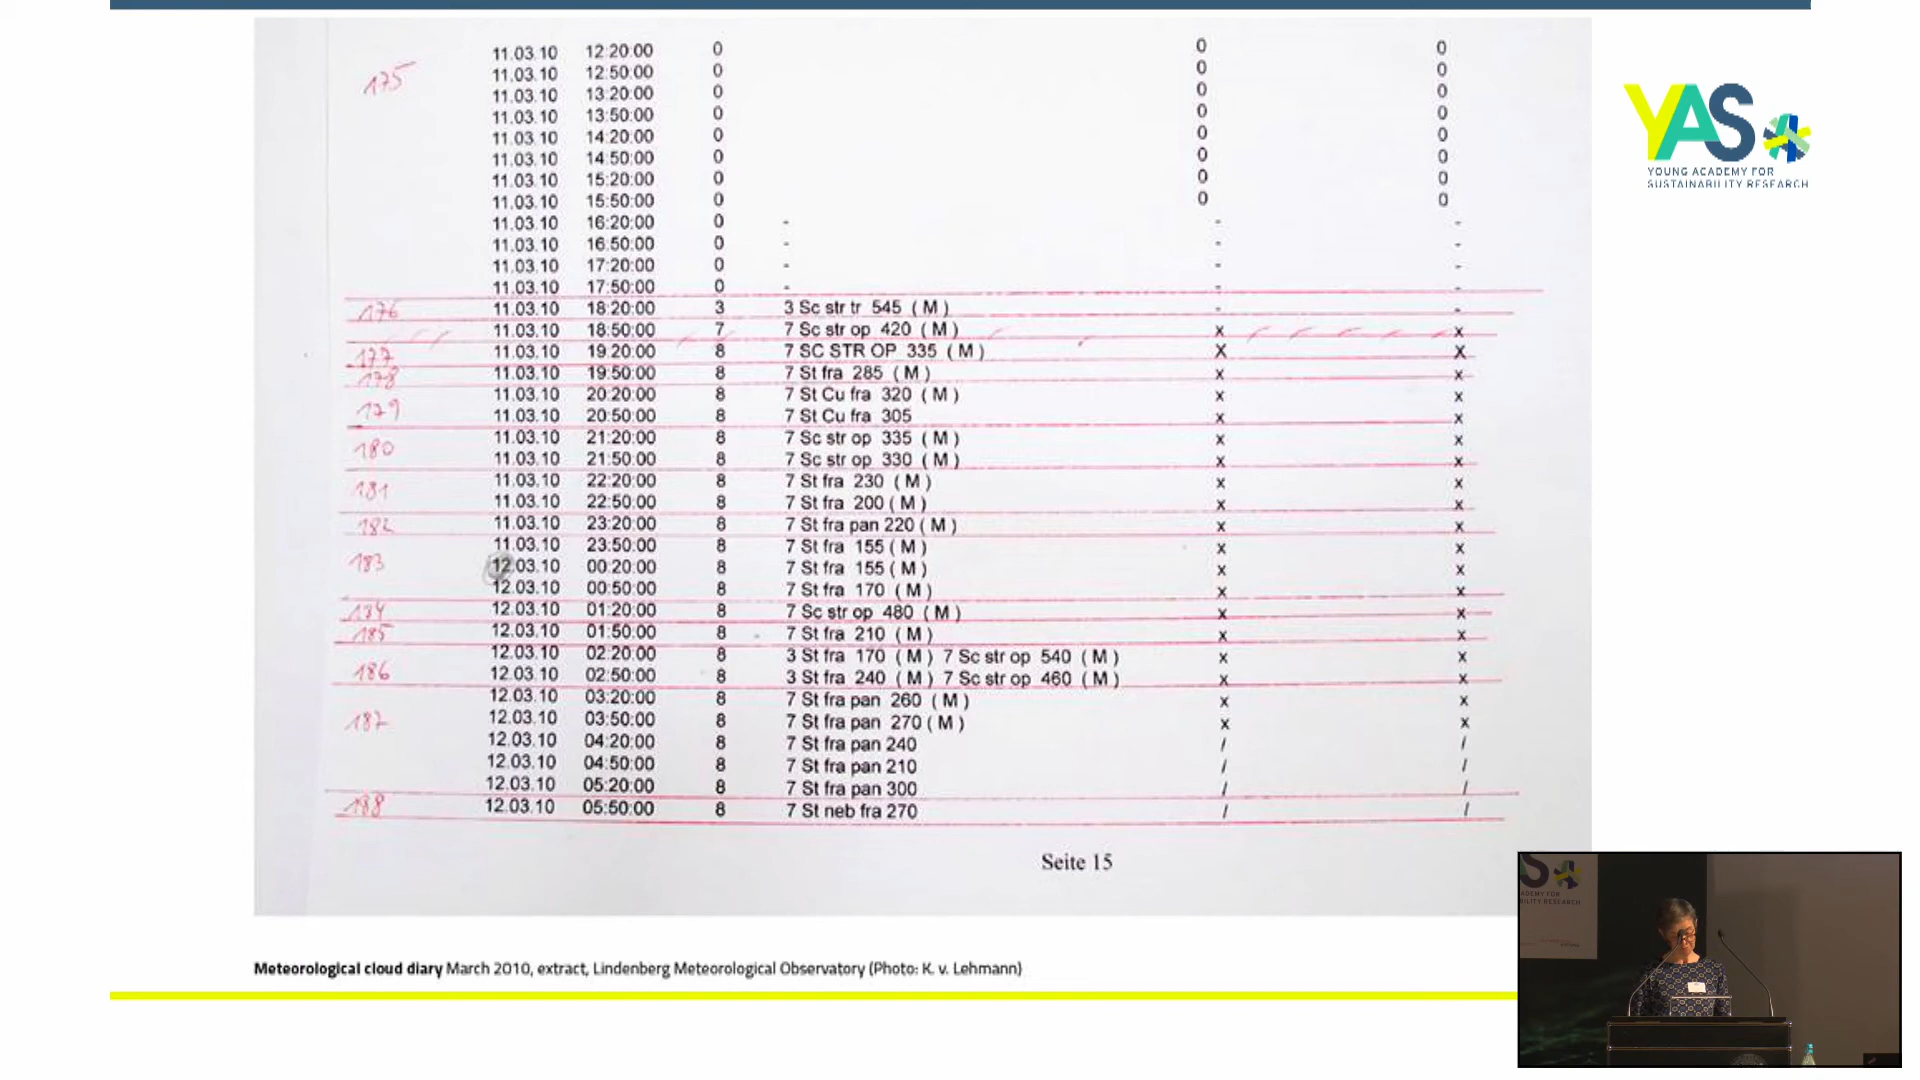 11.03.10 12:20:00 0 0 0
175 11.03.10 12:50:00 0 0 0
11.03.10 13:20:00 0 0 0
11.03.10 13:50:00 0 0 0
11.03.10 14:20:00 0 0 0
11.03.10 14:50:00 0 0 0
11.03.10 15:20:00 0 0 0
11.03.10 15:50:00 0 0 0
11.03.10 16:20:00 0 - - -
11.03.10 16:50:00 0 - - -
11.03.10 17:20:00 0 - - -
11.03.10 17:50:00 0 - - -
176 11.03.10 18:20:00 3 3 Sc str tr 545 ( M ) - -
11.03.10 18:50:00 7 7 Sc str op 420 ( M ) x x
177 11.03.10 19:20:00 8 7 SC STR OP 335 ( M ) X X
178 11.03.10 19:50:00 8 7 St fra 285 ( M ) x x
179 11.03.10 20:20:00 8 7 St Cu fra 320 ( M ) x x
11.03.10 20:50:00 8 7 St Cu fra 305 x x
180 11.03.10 21:20:00 8 7 Sc str op 335 ( M ) x x
11.03.10 21:50:00 8 7 Sc str op 330 ( M ) x x
181 11.03.10 22:20:00 8 7 St fra 230 ( M ) x x
11.03.10 22:50:00 8 7 St fra 200 ( M ) x x
182 11.03.10 23:20:00 8 7 St fra pan 220 ( M ) x x
11.03.10 23:50:00 8 7 St fra 155 ( M ) x x
183 12.03.10 00:20:00 8 7 St fra 155 ( M ) x x
12.03.10 00:50:00 8 7 St fra 170 ( M ) x x
184 12.03.10 01:20:00 8 7 Sc str op 480 ( M ) x x
185 12.03.10 01:50:00 8 7 St fra 210 ( M ) x x
12.03.10 02:20:00 8 3 St fra 170 ( M ) 7 Sc str op 540 ( M ) x x
186 12.03.10 02:50:00 8 3 St fra 240 ( M ) 7 Sc str op 460 ( M ) x x
12.03.10 03:20:00 8 7 St fra pan 260 ( M ) x x
187 12.03.10 03:50:00 8 7 St fra pan 270 ( M ) x x
12.03.10 04:20:00 8 7 St fra pan 240 / /
12.03.10 04:50:00 8 7 St fra pan 210 / /
12.03.10 05:20:00 8 7 St fra pan 300 / /
188 12.03.10 05:50:00 8 7 St neb fra 270 / /
Seite 15
Meteorological cloud diary March 2010, extract, Lindenberg Meteorological Observatory (Photo: K. v. Lehmann)
YAS
YOUNG ACADEMY FOR
SUSTAINABILITY RESEARCH
S
ADEMY FOR
BILITY RESEARCH